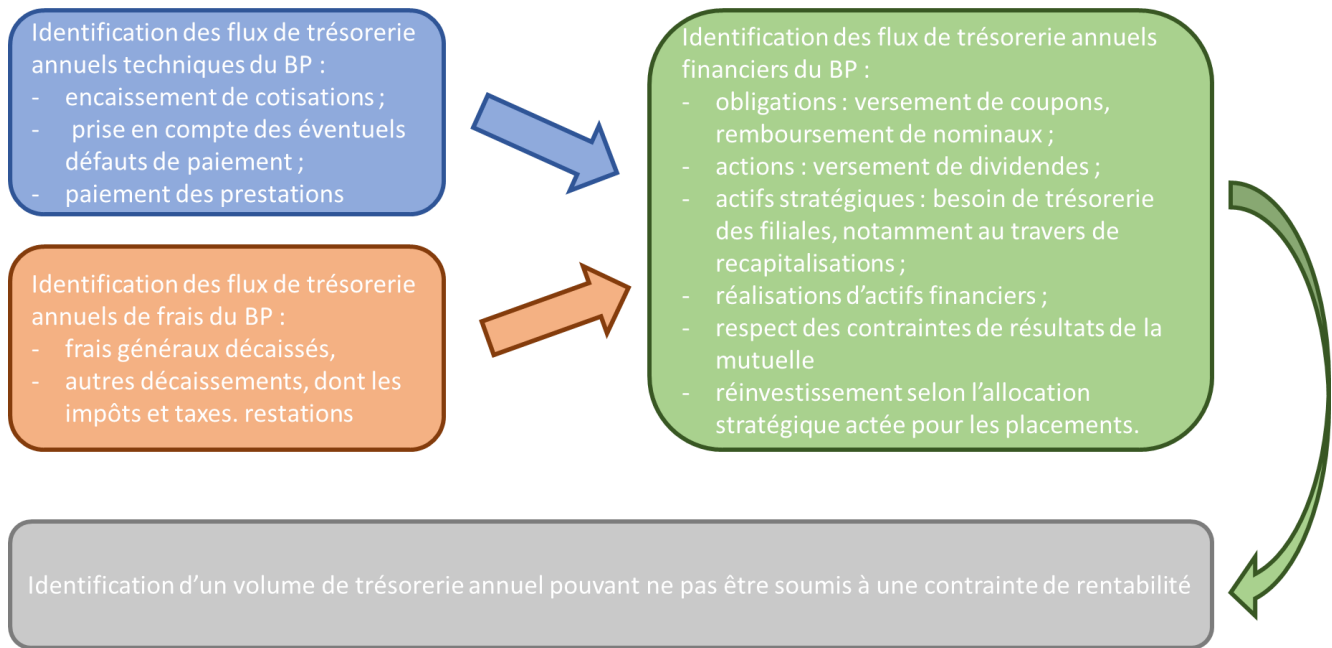 Identification des flux de trésorerie
annuels techniques du BP :
- encaissement de cotisations ;
- prise en compte des éventuels
défauts de paiement ;
- paiement des prestations
Identification des flux de trésorerie
annuels de frais du BP :
- frais généraux décaissés,
- autres décaissements, dont les
impôts et taxes. restations
Identification des flux de trésorerie annuels
financiers du BP :
- obligations : versement de coupons,
remboursement de nominaux ;
- actions : versement de dividendes ;
- actifs stratégiques : besoin de trésorerie
des filiales, notamment au travers de
recapitalisations ;
- réalisations d’actifs financiers ;
- respect des contraintes de résultats de la
mutuelle
- réinvestissement selon l’allocation
stratégique actée pour les placements.
Identification d’un volume de trésorerie annuel pouvant ne pas être soumis à une contrainte de rentabilité